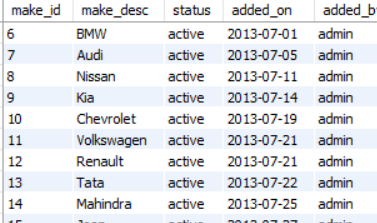 make_id make_desc status added_on
6 BMW active 2013-07-01 admin
7 Audi active 2013-07-05 admin
8 Nissan active 2013-07-11 admin
9 Kia active 2013-07-14 admin
10 Chevrolet active 2013-07-19 admin
11 Volkswagen active 2013-07-21 admin
12 Renault active 2013-07-21 admin
13 Tata active 2013-07-22 admin
14 Mahindra active 2013-07-25 admin